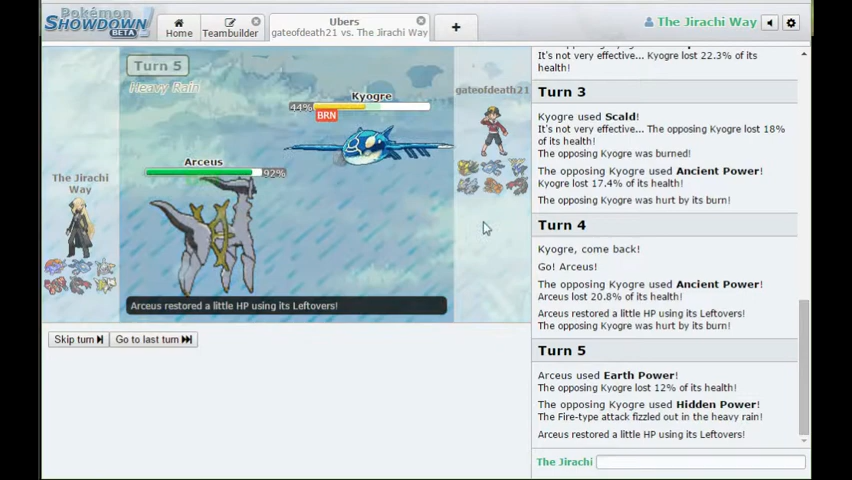 Pokémon
SHOWDOWN!
BETA
Home
Teambuilder
Ubers
gateofdeath21 vs. The Jirachi Way
+
The Jirachi Way
Turn 5
Heavy Rain
Kyogre
44%
BRN
gateofdeath21
Arceus
92%
The Jirachi
Way
Arceus restored a little HP using its Leftovers!
Skip turn
Go to last turn
It's not very effective... Kyogre lost 22.3% of its
health!
Turn 3
Kyogre used Scald!
It's not very effective... The opposing Kyogre lost 18%
of its health!
The opposing Kyogre was burned!
The opposing Kyogre used Ancient Power!
Kyogre lost 17.4% of its health!
The opposing Kyogre was hurt by its burn!
Turn 4
Kyogre, come back!
Go! Arceus!
The opposing Kyogre used Ancient Power!
Arceus lost 20.8% of its health!
Arceus restored a little HP using its Leftovers!
The opposing Kyogre was hurt by its burn!
Turn 5
Arceus used Earth Power!
The opposing Kyogre lost 12% of its health!
The opposing Kyogre used Hidden Power!
The Fire-type attack fizzled out in the heavy rain!
Arceus restored a little HP using its Leftovers!
The Jirachi